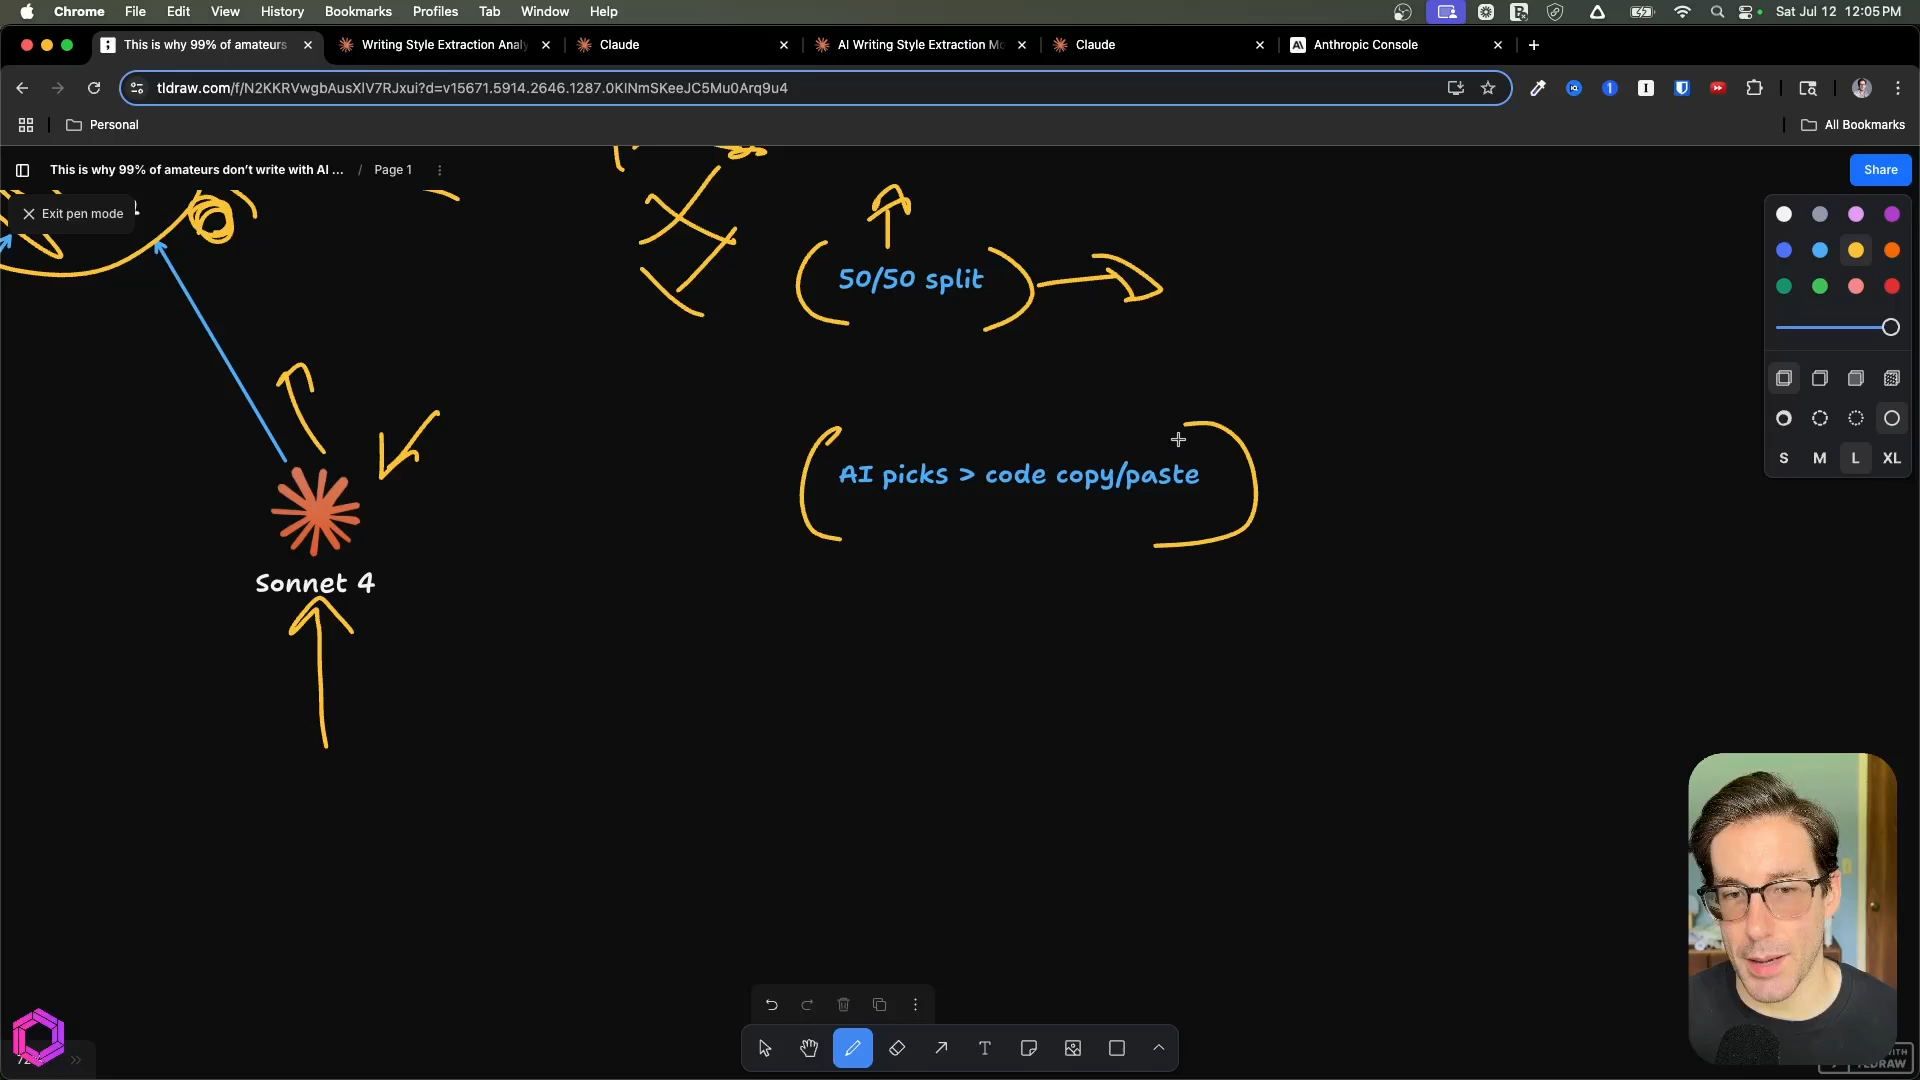 Chrome File Edit View History Bookmarks Profiles Tab Window Help Sat Jul 12 12:05 PM
This is why 99% of amateurs Writing Style Extraction Analy Claude AI Writing Style Extraction Mo Claude Anthropic Console
tldraw.com/f/N2KKRVwgbAusXlV7RJxui?d=v15671.5914.2646.1287.0KlNmSKeeJC5Mu0Arq9u4
Personal All Bookmarks
This is why 99% of amateurs don't write with AI ... / Page 1 Share
Exit pen mode
50/50 split
AI picks > code copy/paste
S M L XL
Sonnet 4